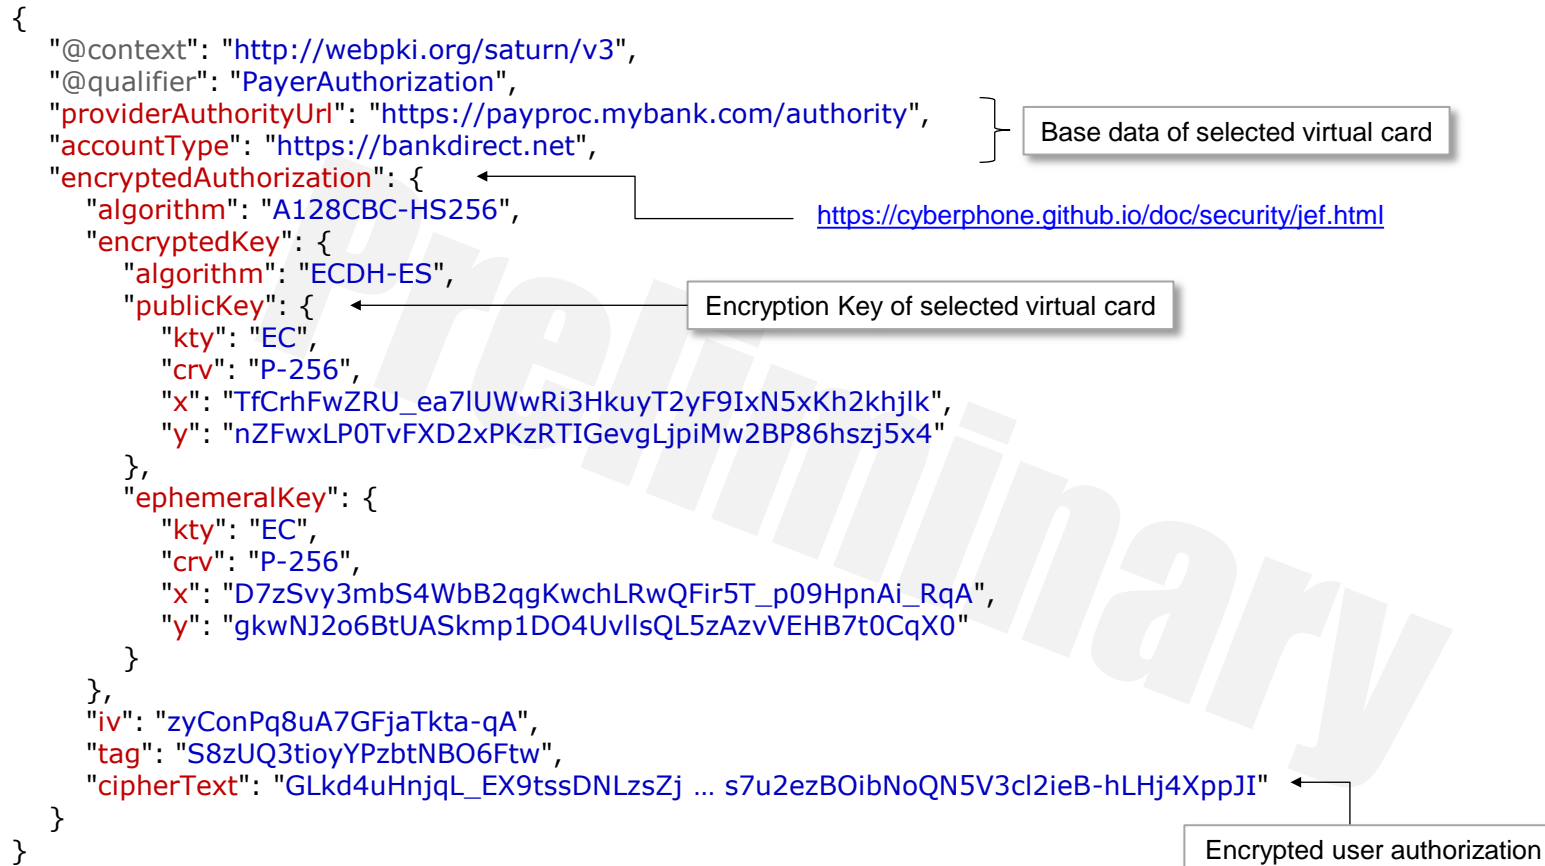 {
"@context": "http://webpki.org/saturn/v3",
"@qualifier": "PayerAuthorization",
"providerAuthorityUrl": "https://payproc.mybank.com/authority",
Base data of selected virtual card
"accountType": "https://bankdirect.net",
"encryptedAuthorization": {
"algorithm": "A128CBC-HS256",
https://cyberphone.github.io/doc/security/jef.html
"encryptedKey": {
"algorithm": "ECDH-ES",
"publicKey": {
Encryption Key of selected virtual card
"kty": "EC",
"crv": "P-256",
"x": "TfCrhFwZRU_ea7lUWwRi3HkuyT2yF9IxN5xKh2khjlk",
"y": "nZFwxLP0TvFXD2xPKzRTIGevgLjpiMw2BP86hszj5x4"
},
"ephemeralKey": {
"kty": "EC",
"crv": "P-256",
"x": "D7zSvy3mbS4WbB2qgKwchLRwQFir5T_p09HpnAi_RqA",
"y": "gkwNJ2o6BtUASkmp1DO4UvllsQL5zAzvVEHB7t0CqX0"
}
},
"iv": "zyConPq8uA7GFjaTkta-qA",
"tag": "S8zUQ3tioyYPzbtNBO6Ftw",
"cipherText": "GLkd4uHnjqL_EX9tssDNLzsZj … s7u2ezBOibNoQN5V3cl2ieB-hLHj4XppJI"
}
Encrypted user authorization
}
Preliminary